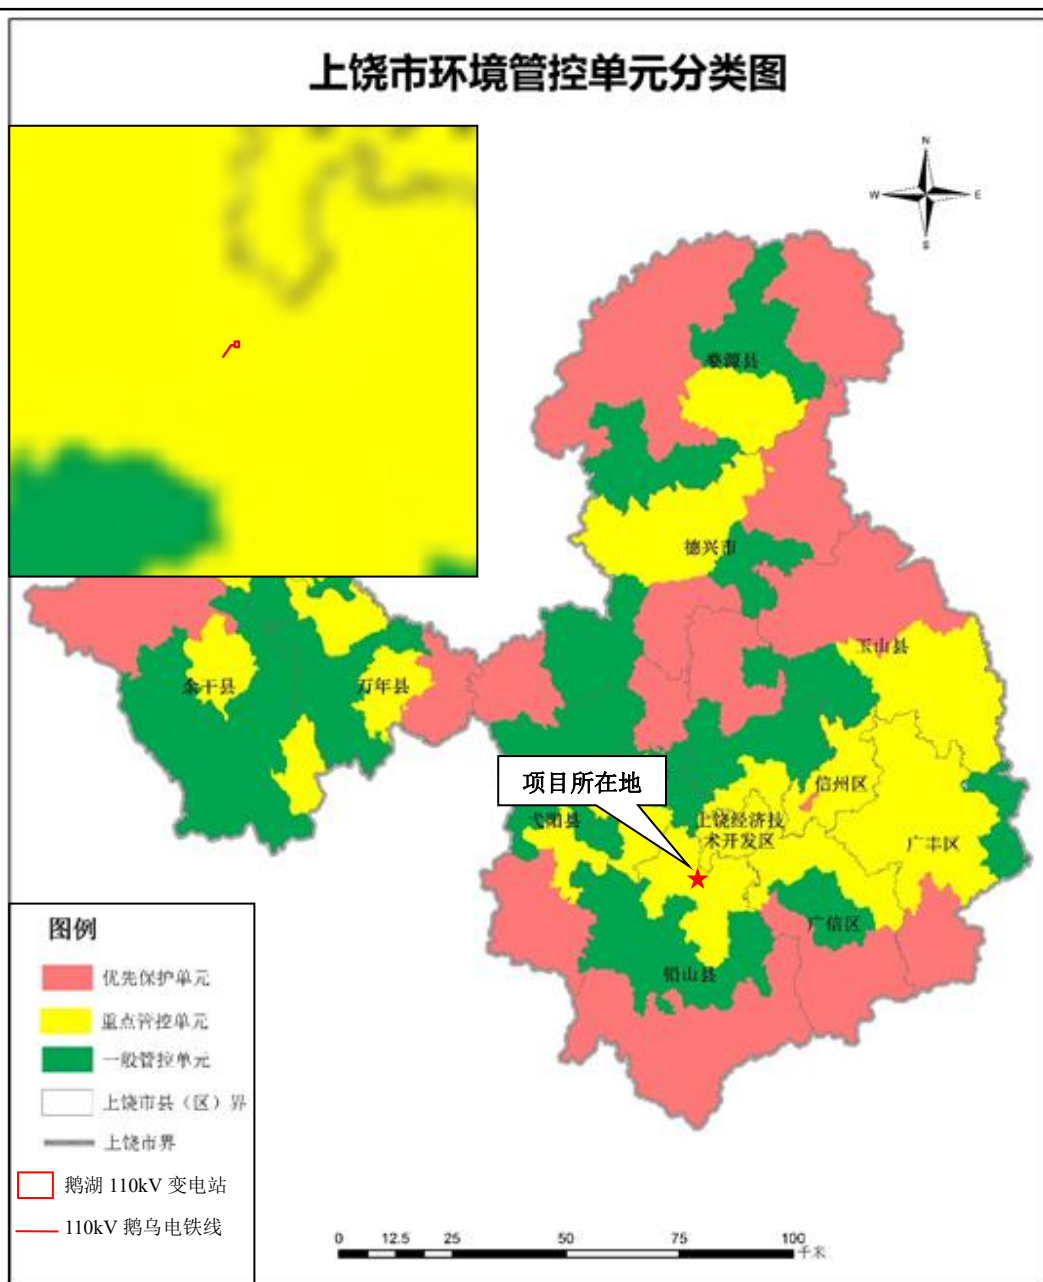 上饶市环境管控单元分类图
N
W
E
S
婺源县
德兴市
玉山县
余干县
万年县
项目所在地
信州区
弋阳县
上饶经济技
术开发区
广丰区
广信区
铅山县
图例
优先保护单元
重点管控单元
一般管控单元
上饶市县（区）界
上饶市界
鹅湖 110kV 变电站
110kV 鹅乌电铁线
0 12.5 25 50 75 100
千米